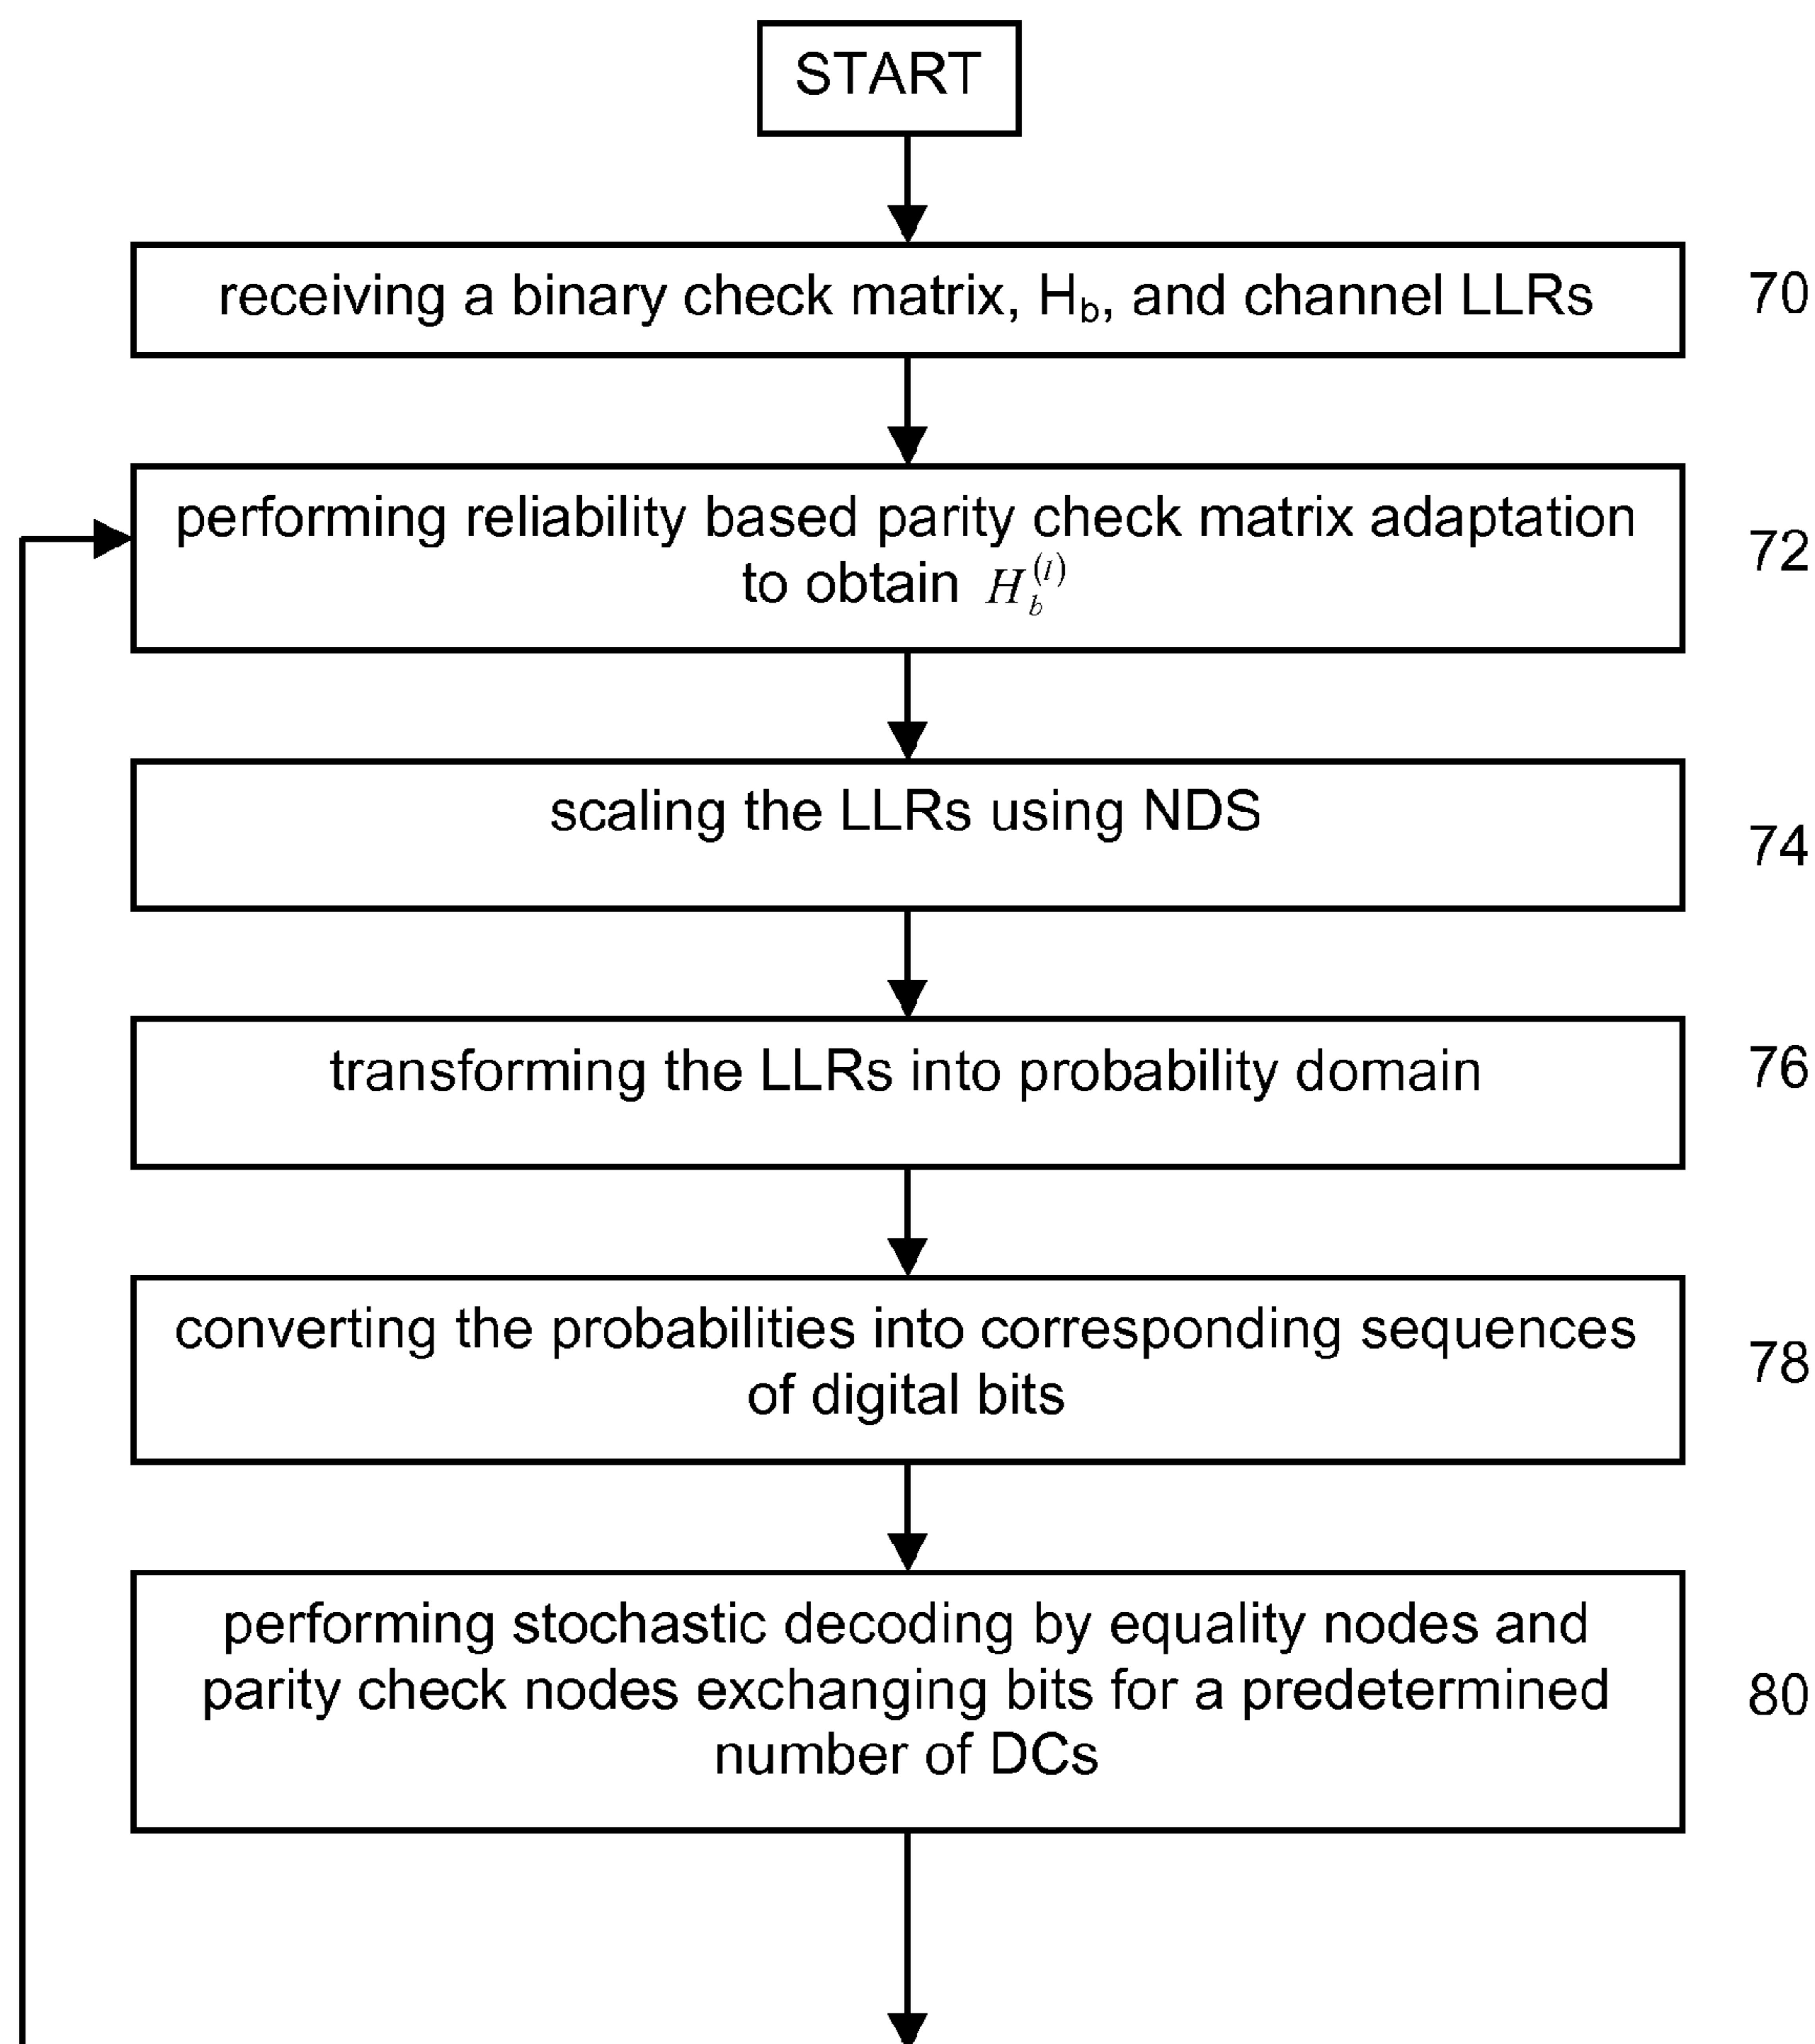 START
receiving a binary check matrix, H_b, and channel LLRs
70
performing reliability based parity check matrix adaptation
to obtain H_b^(l)
72
scaling the LLRs using NDS
74
transforming the LLRs into probability domain
76
converting the probabilities into corresponding sequences
of digital bits
78
performing stochastic decoding by equality nodes and
parity check nodes exchanging bits for a predetermined
number of DCs
80